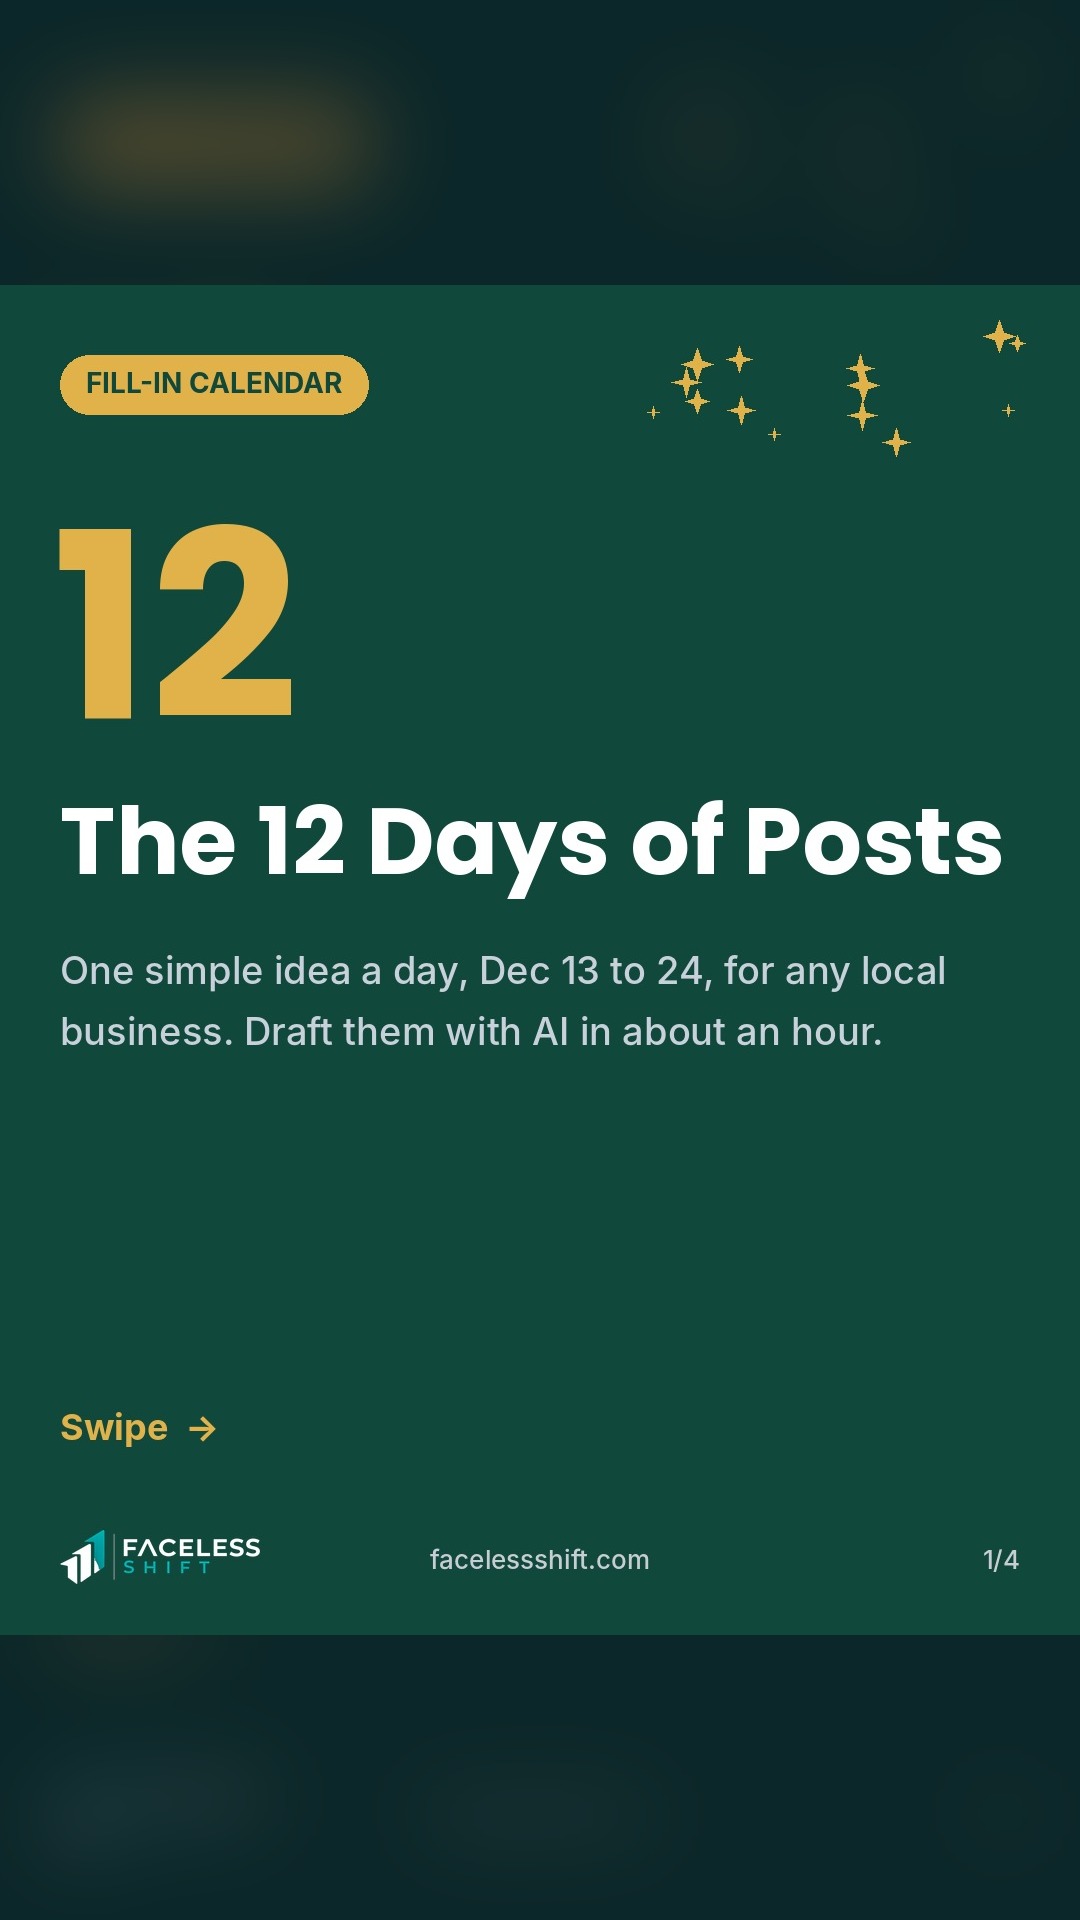 FILL-IN CALENDAR
12
The 12 Days of Posts
One simple idea a day, Dec 13 to 24, for any local
business. Draft them with AI in about an hour.
Swipe →
FACELESS
SHIFT
facelessshift.com
1/4